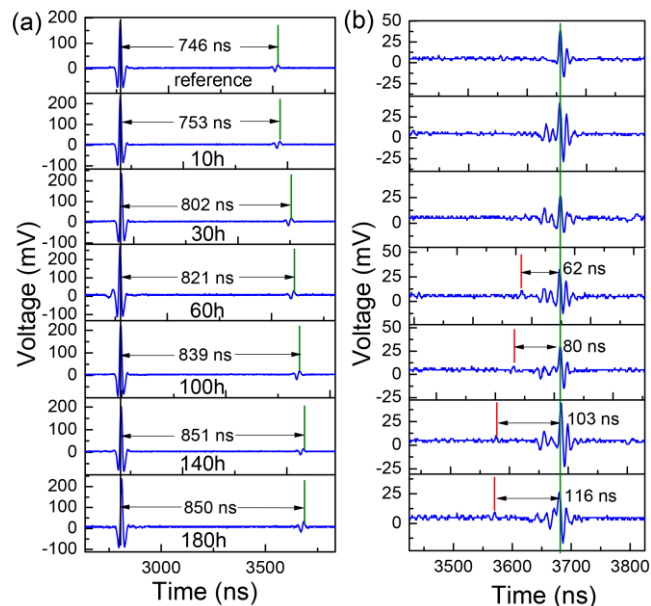 (a)
(b)
Voltage (mV)
200
100
0
746 ns
reference
200
100
0
-100
753 ns
10h
200
100
0
-100
802 ns
30h
200
100
0
-100
821 ns
60h
200
100
0
-100
839 ns
100h
200
100
0
-100
851 ns
140h
200
100
0
-100
850 ns
180h
3000
3500
Time (ns)
Voltage (mV)
50
25
0
-25
50
25
0
-25
25
0
-25
50
25
0
-25
62 ns
50
25
0
-25
80 ns
25
0
-25
103 ns
25
0
116 ns
3500
3600
3700
3800
Time (ns)